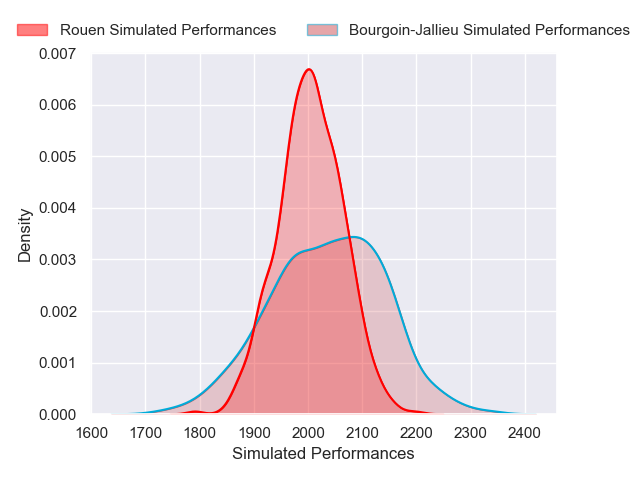 Rouen Simulated Performances
Bourgoin-Jallieu Simulated Performances
0.007
0.006
0.005
0.004
0.003
0.002
0.001
0.000
Density
1600 1700 1800 1900 2000 2100 2200 2300 2400
Simulated Performances